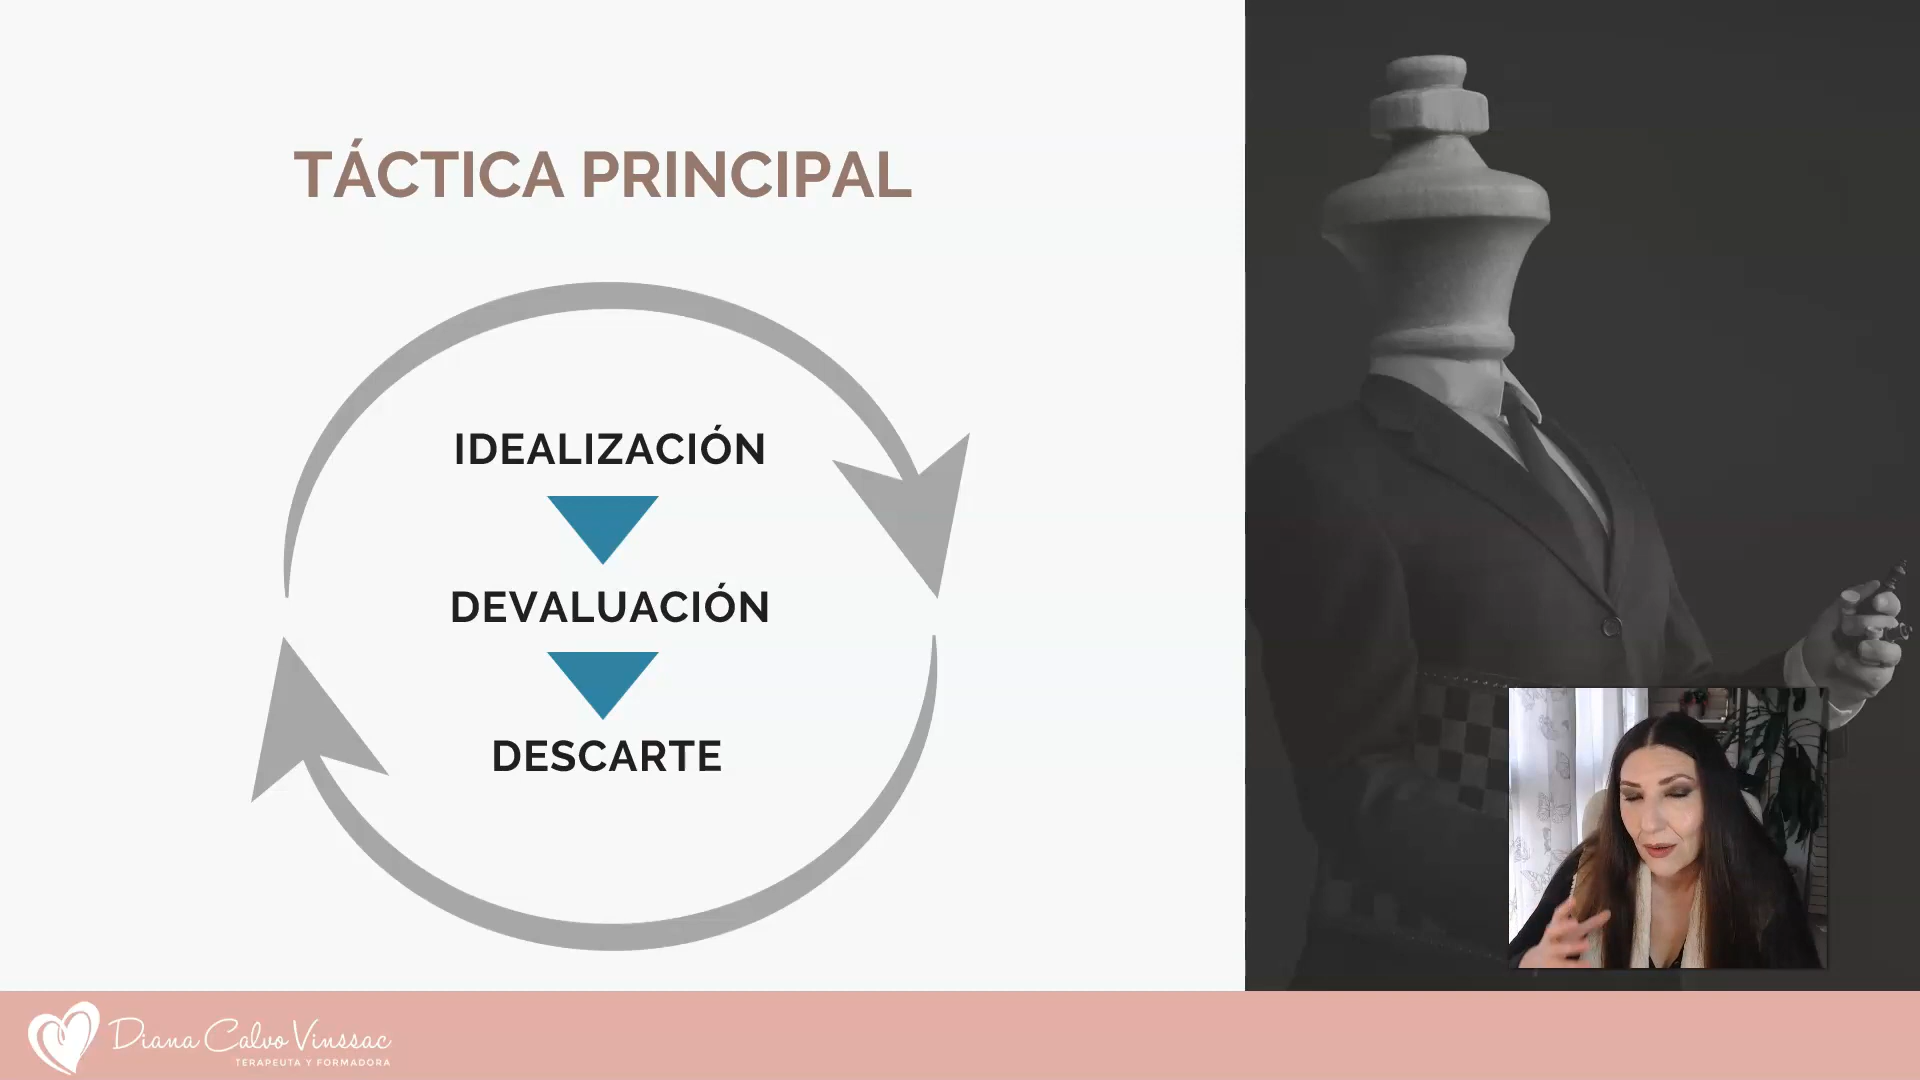 TÁCTICA PRINCIPAL
IDEALIZACIÓN
DEVALUACIÓN
DESCARTE
Diana Calvo Vinssac
TERAPEUTA Y FORMADORA